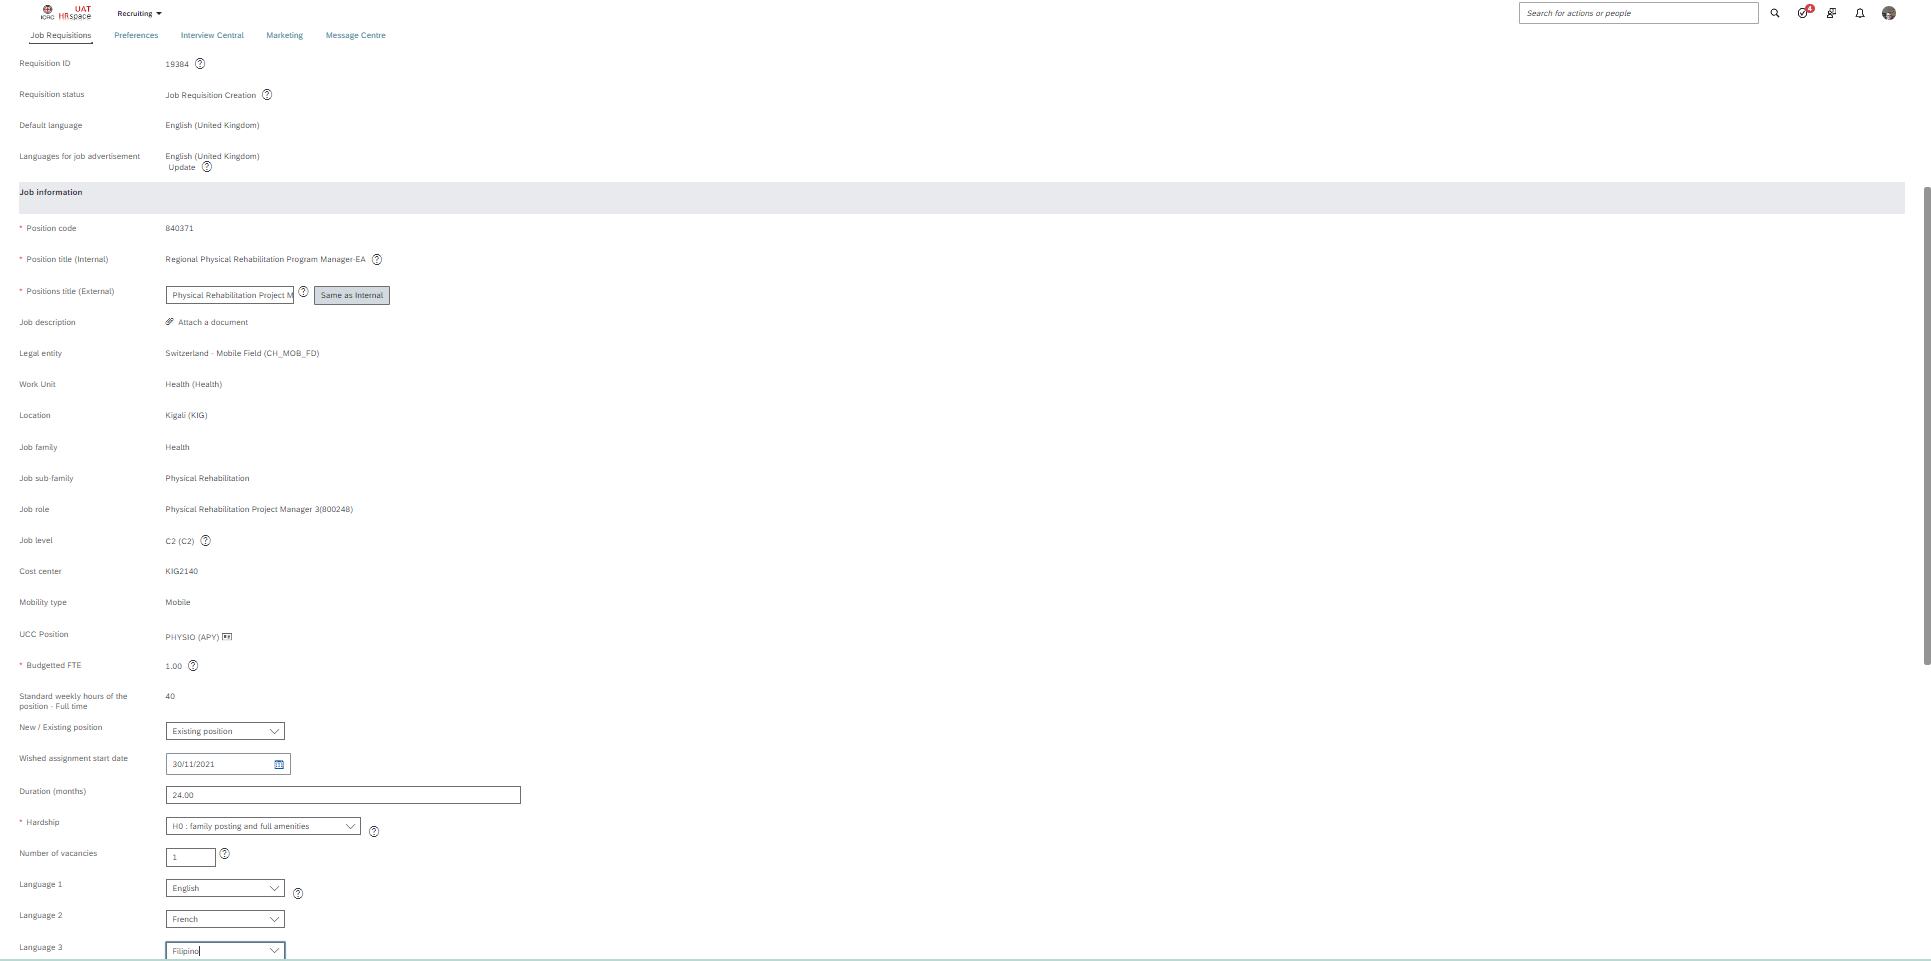 ICRC
UAT
HRspace
Recruiting
Search for actions or people
4
Job Requisitions
Preferences
Interview Central
Marketing
Message Centre
Requisition ID
19384
Requisition status
Job Requisition Creation
Default language
English (United Kingdom)
Languages for job advertisement
English (United Kingdom)
Update
Job information
* Position code
840371
* Position title (Internal)
Regional Physical Rehabilitation Program Manager-EA
* Positions title (External)
Physical Rehabilitation Project M
Same as Internal
Job description
Attach a document
Legal entity
Switzerland - Mobile Field (CH_MOB_FD)
Work Unit
Health (Health)
Location
Kigali (KIG)
Job family
Health
Job sub-family
Physical Rehabilitation
Job role
Physical Rehabilitation Project Manager 3(800248)
Job level
C2 (C2)
Cost center
KIG2140
Mobility type
Mobile
UCC Position
PHYSIO (APY)
* Budgetted FTE
1.00
Standard weekly hours of the
position - Full time
40
New / Existing position
Existing position
Wished assignment start date
30/11/2021
Duration (months)
24.00
* Hardship
H0 : family posting and full amenities
Number of vacancies
1
Language 1
English
Language 2
French
Language 3
Filipino